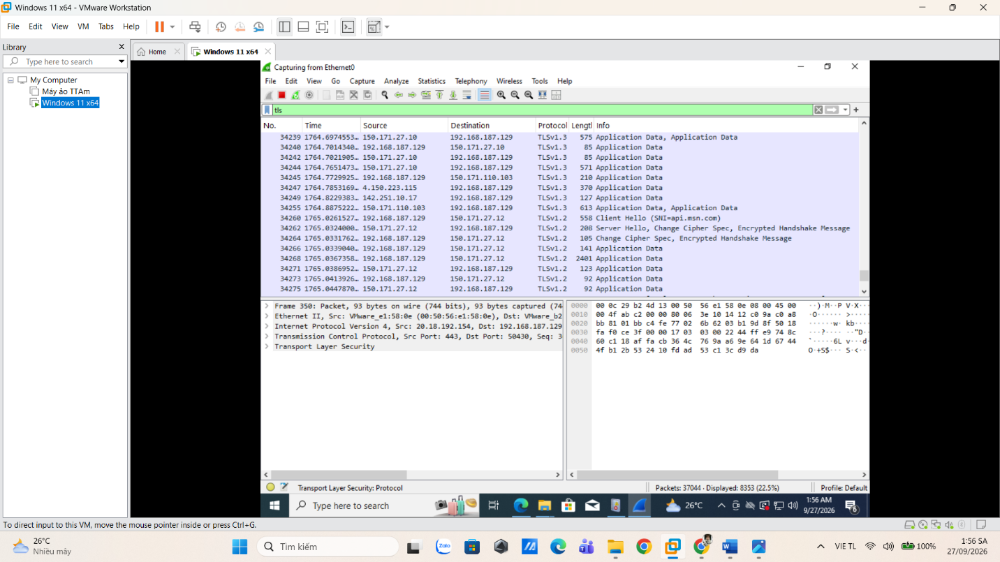 Windows 11 x64 - VMware Workstation
File Edit View VM Tabs Help
Library
Type here to search
My Computer
Máy ảo TTAm
Windows 11 x64
Home
Windows 11 x64
Capturing from Ethernet0
File Edit View Go Capture Analyze Statistics Telephony Wireless Tools Help
tls
No. Time Source Destination Protocol Lengtl Info
34239 1764.6974553… 150.171.27.10 192.168.187.129 TLSv1.3 575 Application Data, Application Data
34240 1764.7014340… 192.168.187.129 150.171.27.10 TLSv1.3 85 Application Data
34242 1764.7021905… 150.171.27.10 192.168.187.129 TLSv1.3 85 Application Data
34244 1764.7651473… 150.171.27.10 192.168.187.129 TLSv1.3 571 Application Data
34245 1764.7729925… 192.168.187.129 150.171.110.103 TLSv1.3 210 Application Data
34247 1764.7853169… 4.150.223.115 192.168.187.129 TLSv1.3 370 Application Data
34249 1764.8229383… 142.251.10.17 192.168.187.129 TLSv1.3 127 Application Data
34255 1764.8875222… 150.171.110.103 192.168.187.129 TLSv1.3 613 Application Data, Application Data
34260 1765.0261527… 192.168.187.129 150.171.27.12 TLSv1.2 558 Client Hello (SNI=api.msn.com)
34262 1765.0324000… 150.171.27.12 192.168.187.129 TLSv1.2 208 Server Hello, Change Cipher Spec, Encrypted Handshake Message
34264 1765.0331762… 192.168.187.129 150.171.27.12 TLSv1.2 105 Change Cipher Spec, Encrypted Handshake Message
34266 1765.0339040… 192.168.187.129 150.171.27.12 TLSv1.2 141 Application Data
34268 1765.0367358… 192.168.187.129 150.171.27.12 TLSv1.2 2401 Application Data
34271 1765.0386952… 150.171.27.12 192.168.187.129 TLSv1.2 123 Application Data
34273 1765.0413926… 192.168.187.129 150.171.27.12 TLSv1.2 92 Application Data
34275 1765.0447870… 150.171.27.12 192.168.187.129 TLSv1.2 92 Application Data
Frame 350: Packet, 93 bytes on wire (744 bits), 93 bytes captured (74
Ethernet II, Src: VMware_e1:58:0e (00:50:56:e1:58:0e), Dst: VMware_b2
Internet Protocol Version 4, Src: 20.18.192.154, Dst: 192.168.187.129
Transmission Control Protocol, Src Port: 443, Dst Port: 50430, Seq: 3
Transport Layer Security
0000 00 0c 29 b2 4d 13 00 50 56 e1 58 0e 08 00 45 00 ··)·M··P V·X···
0010 00 4f ab c2 00 00 80 06 3e 10 14 12 c0 9a c0 a8 ·O······ >·····
0020 bb 81 01 bb c4 fe 77 02 6b 62 03 b1 9d 8f 50 18 ······w· kb····
0030 fa f0 ce 3f 00 00 17 03 03 00 22 44 ff e9 74 8c ···?···· ··"D··
0040 60 c1 18 af fa cb 36 4c 76 9a a6 9e 64 1d 67 44 `·····6L v···d·
0050 4f b1 2b 53 24 10 fd ad 53 c1 3c d9 da O·+S$··· S·<··
Transport Layer Security: Protocol
Packets: 37044 · Displayed: 8353 (22.5%)
Profile: Default
Type here to search
26°C
1:56 AM
9/27/2026
6
To direct input to this VM, move the mouse pointer inside or press Ctrl+G.
26°C
Nhiều mây
Tìm kiếm
Zalo
VIE TL
100%
1:56 SA
27/09/2026